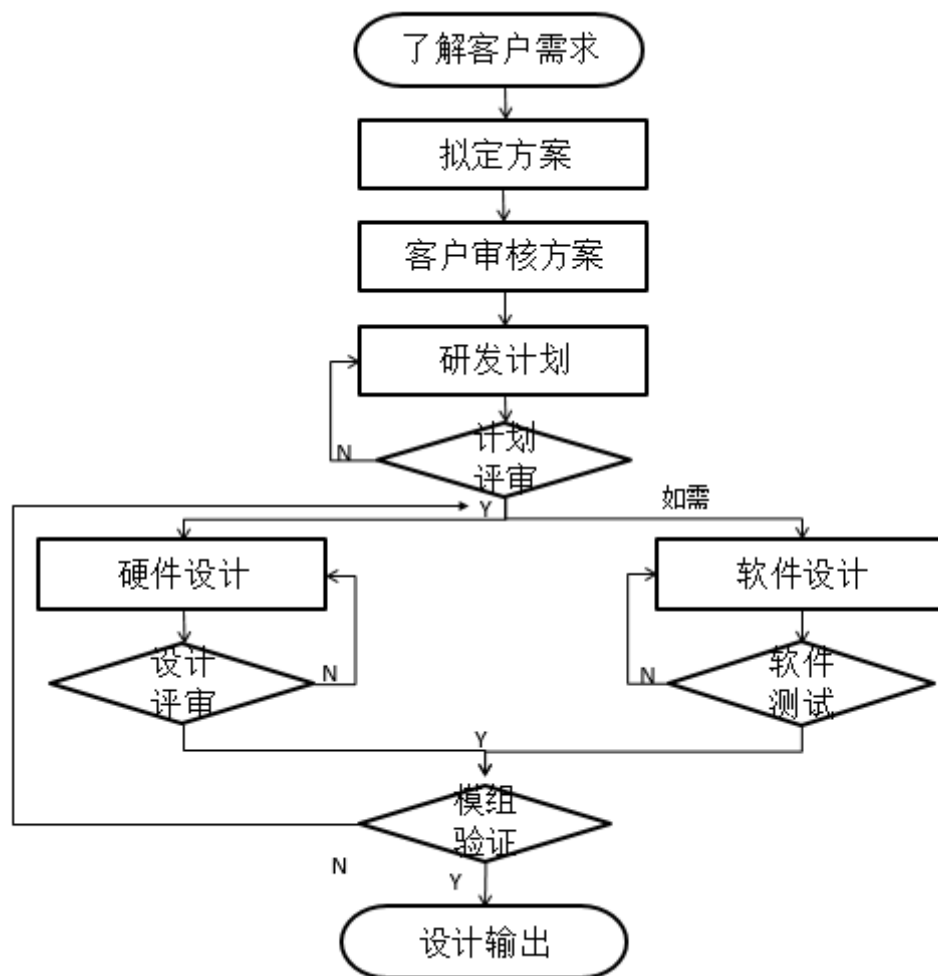 了解客户需求
拟定方案
客户审核方案
研发计划
计划
评审
N
Y
如需
硬件设计
软件设计
设计
评审
N
N
软件
测试
Y
模组
验证
N
Y
设计输出